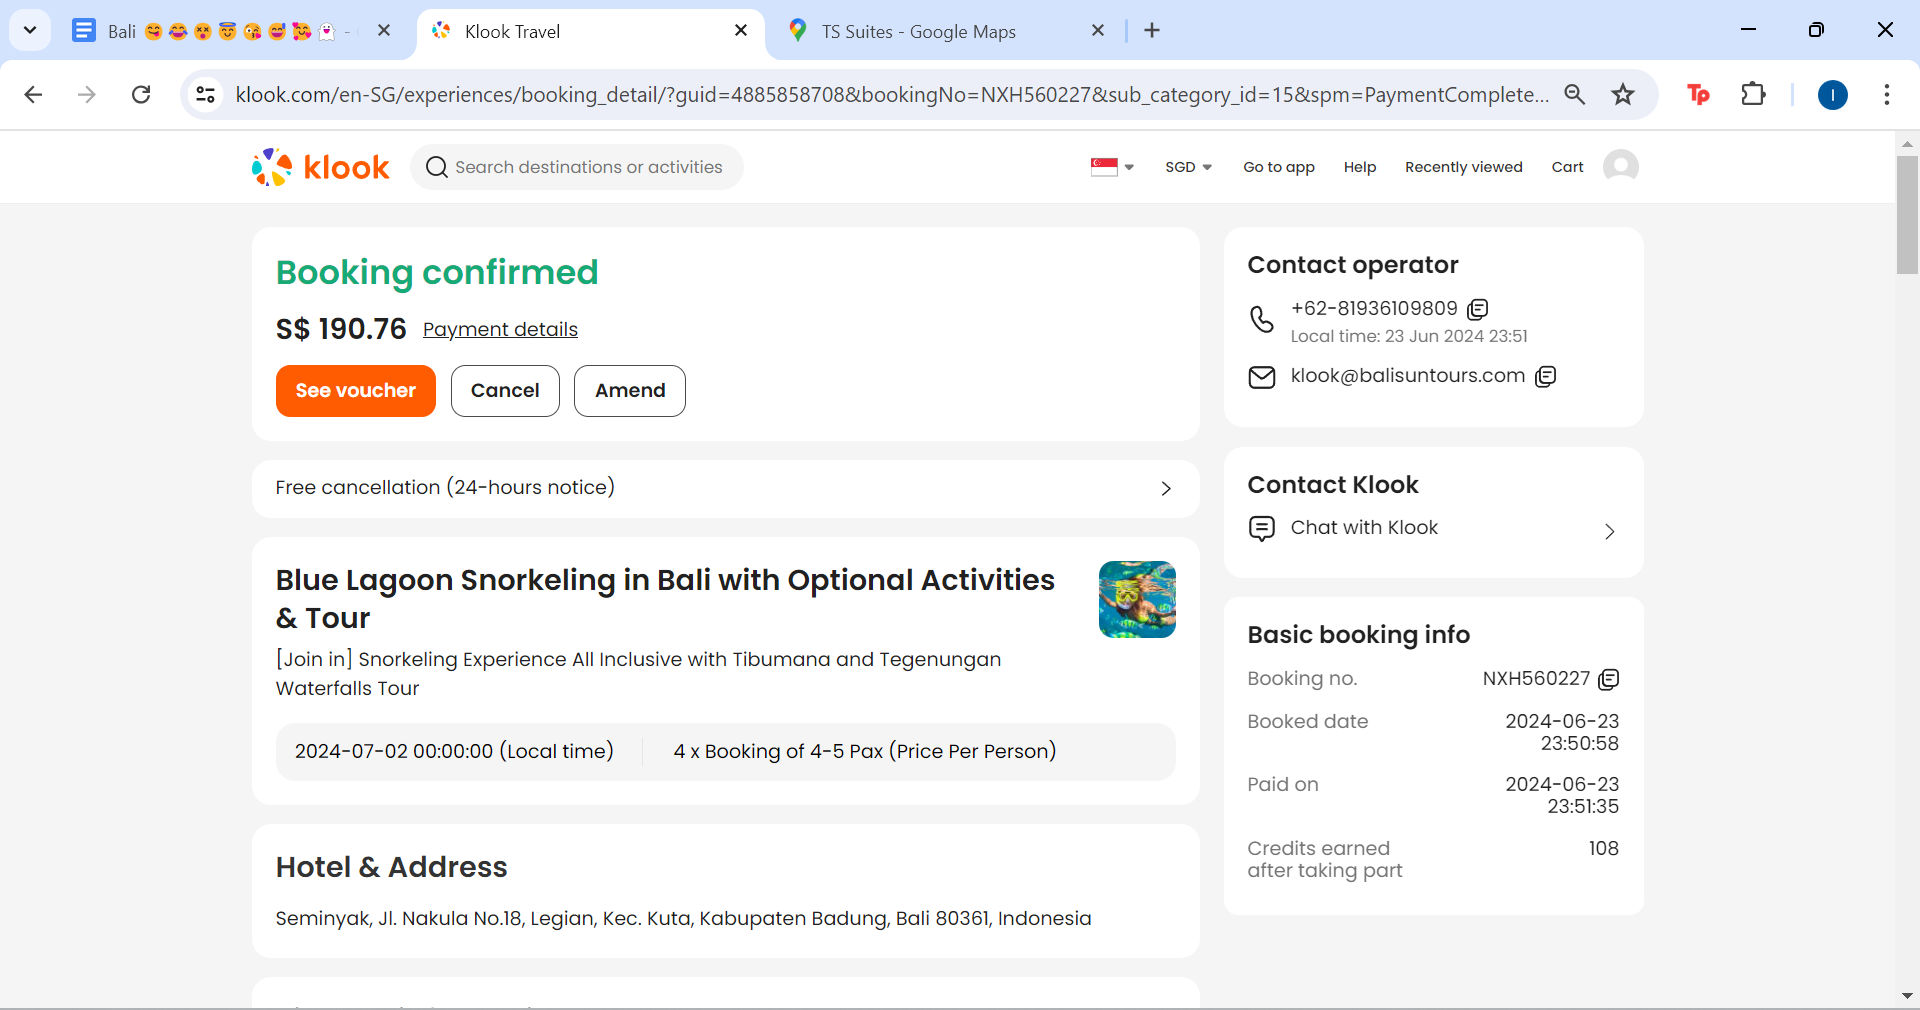 Bali 😋 😂 😵 😇 😘 😅 🥰 👻 -
Klook Travel
TS Suites - Google Maps
klook.com/en-SG/experiences/booking_detail/?guid=4885858708&bookingNo=NXH560227&sub_category_id=15&spm=PaymentComplete...
Tp
I
klook
Search destinations or activities
SGD
Go to app
Help
Recently viewed
Cart
Booking confirmed
S$ 190.76 Payment details
See voucher
Cancel
Amend
Free cancellation (24-hours notice)
Blue Lagoon Snorkeling in Bali with Optional Activities
& Tour
[Join in] Snorkeling Experience All Inclusive with Tibumana and Tegenungan
Waterfalls Tour
2024-07-02 00:00:00 (Local time)
4 x Booking of 4-5 Pax (Price Per Person)
Hotel & Address
Seminyak, Jl. Nakula No.18, Legian, Kec. Kuta, Kabupaten Badung, Bali 80361, Indonesia
Contact operator
+62-81936109809
Local time: 23 Jun 2024 23:51
klook@balisuntours.com
Contact Klook
Chat with Klook
Basic booking info
Booking no. NXH560227
Booked date 2024-06-23
23:50:58
Paid on 2024-06-23
23:51:35
Credits earned 108
after taking part